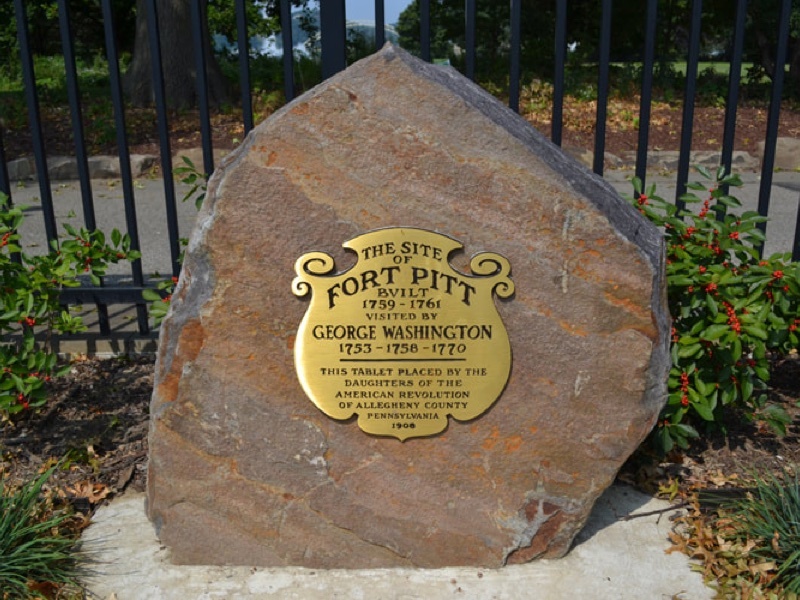 THE SITE
OF
FORT PITT
BVILT
1759 - 1761
VISITED BY
GEORGE WASHINGTON
1753 - 1758 - 1770
THIS TABLET PLACED BY THE
DAUGHTERS OF THE
AMERICAN REVOLUTION
OF ALLEGHENY COUNTY
PENNSYLVANIA
1908